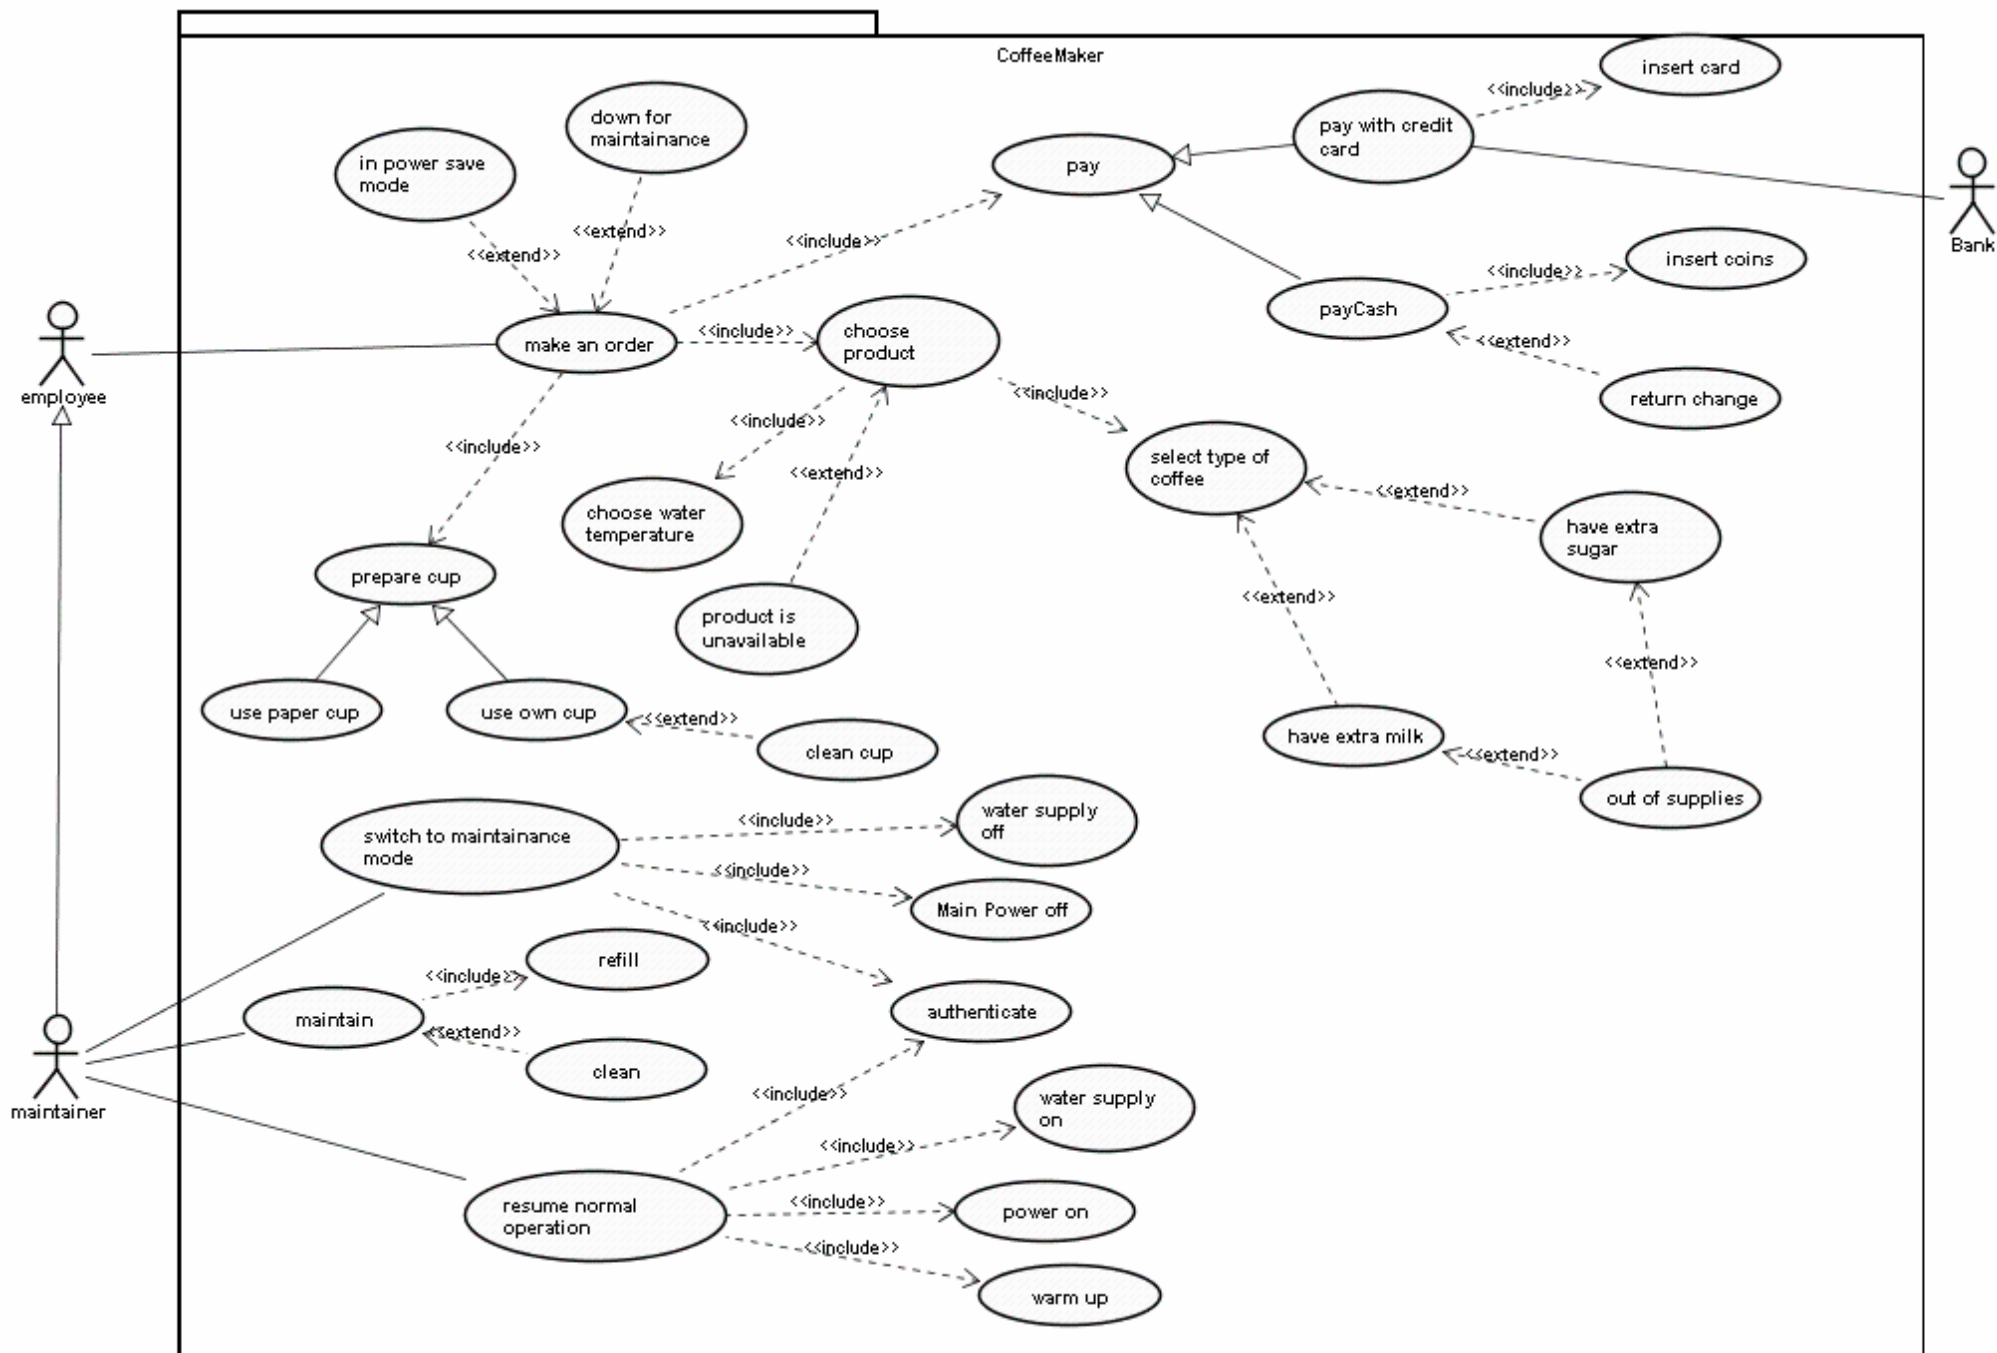 CoffeeMaker
insert card
<<include>>
down for
maintainance
pay with credit
card
in power save
mode
pay
Bank
<<extend>>
<<extend>>
<<include>>
insert coins
<<include>>
payCash
employee
make an order
<<include>>
choose
product
<<extend>>
return change
<<include>>
<<include>>
<<include>>
<<extend>>
select type of
coffee
<<extend>>
choose water
temperature
have extra
sugar
prepare cup
<<extend>>
product is
unavailable
<<extend>>
use paper cup
use own cup
<<extend>>
clean cup
have extra milk
<<extend>>
out of supplies
switch to maintainance
mode
<<include>>
water supply
off
<<include>>
Main Power off
<<include>>
refill
<<include>>
maintain
<<extend>>
clean
authenticate
maintainer
<<include>>
water supply
on
<<include>>
resume normal
operation
<<include>>
power on
<<include>>
warm up